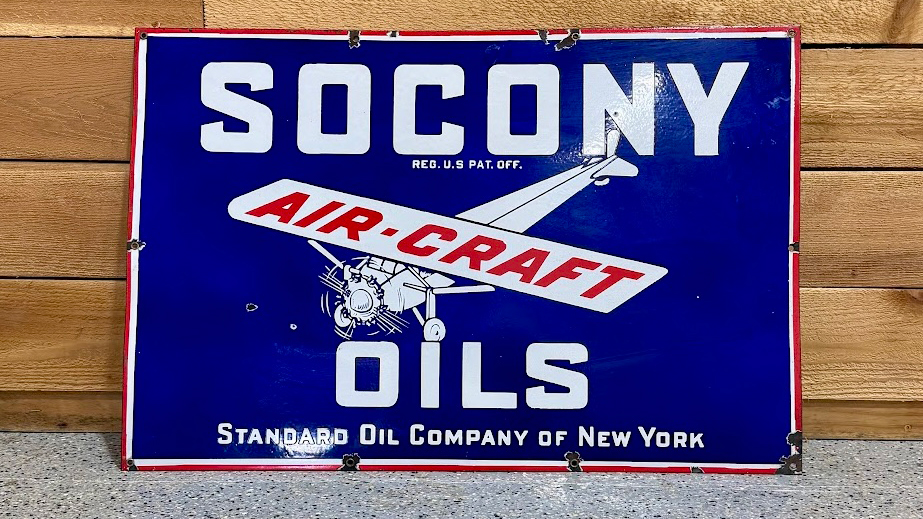 SOCONY
REG. U.S PAT. OFF.
AIR-CRAFT
OILS
STANDARD OIL COMPANY OF NEW YORK